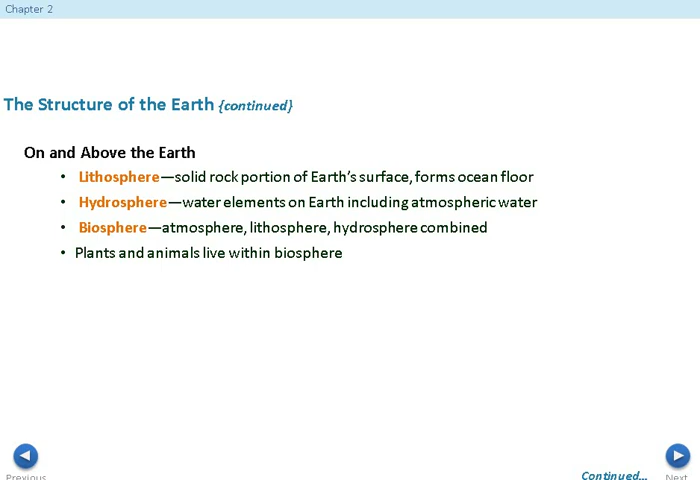 Chapter 2
The Structure of the Earth {continued}
On and Above the Earth
• Lithosphere—solid rock portion of Earth's surface, forms ocean floor
• Hydrosphere—water elements on Earth including atmospheric water
• Biosphere—atmosphere, lithosphere, hydrosphere combined
• Plants and animals live within biosphere
Previous
Continued...
Next